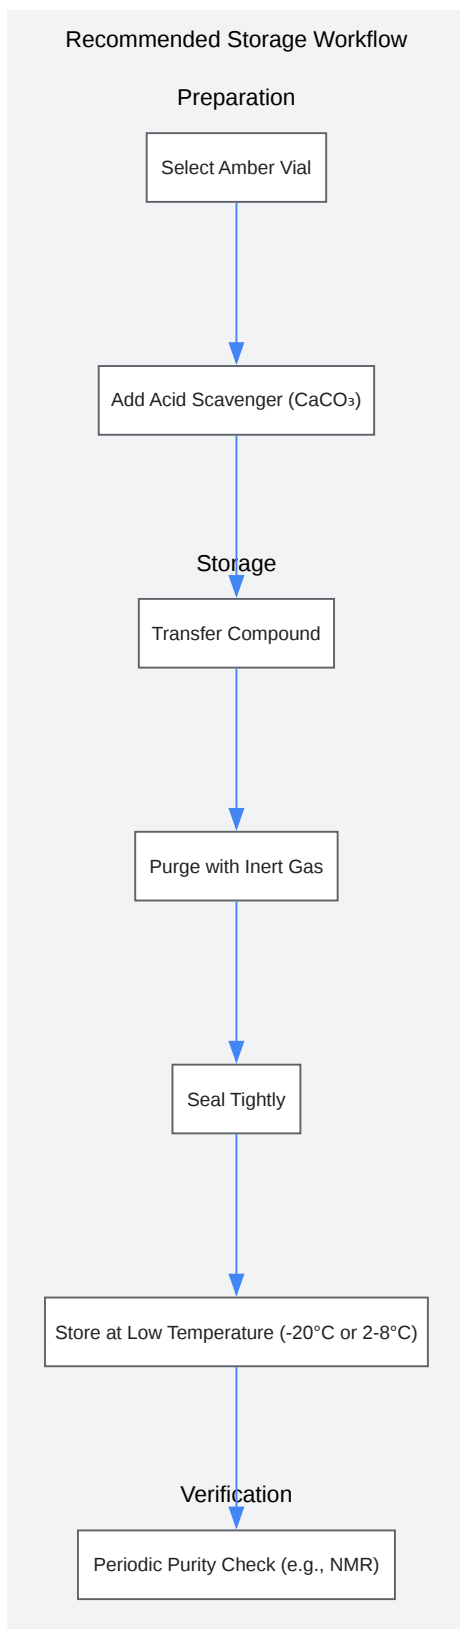 Recommended Storage Workflow
Preparation
Select Amber Vial
Add Acid Scavenger (CaCO₃)
Storage
Transfer Compound
Purge with Inert Gas
Seal Tightly
Store at Low Temperature (-20°C or 2-8°C)
Verification
Periodic Purity Check (e.g., NMR)